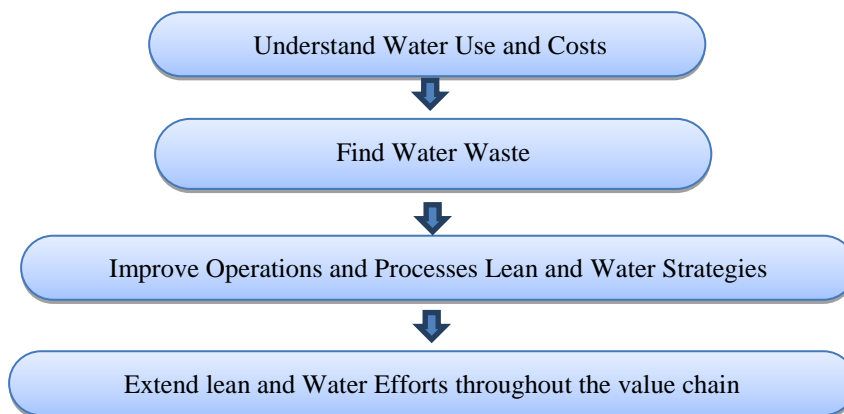 Understand Water Use and Costs
Find Water Waste
Improve Operations and Processes Lean and Water Strategies
Extend lean and Water Efforts throughout the value chain